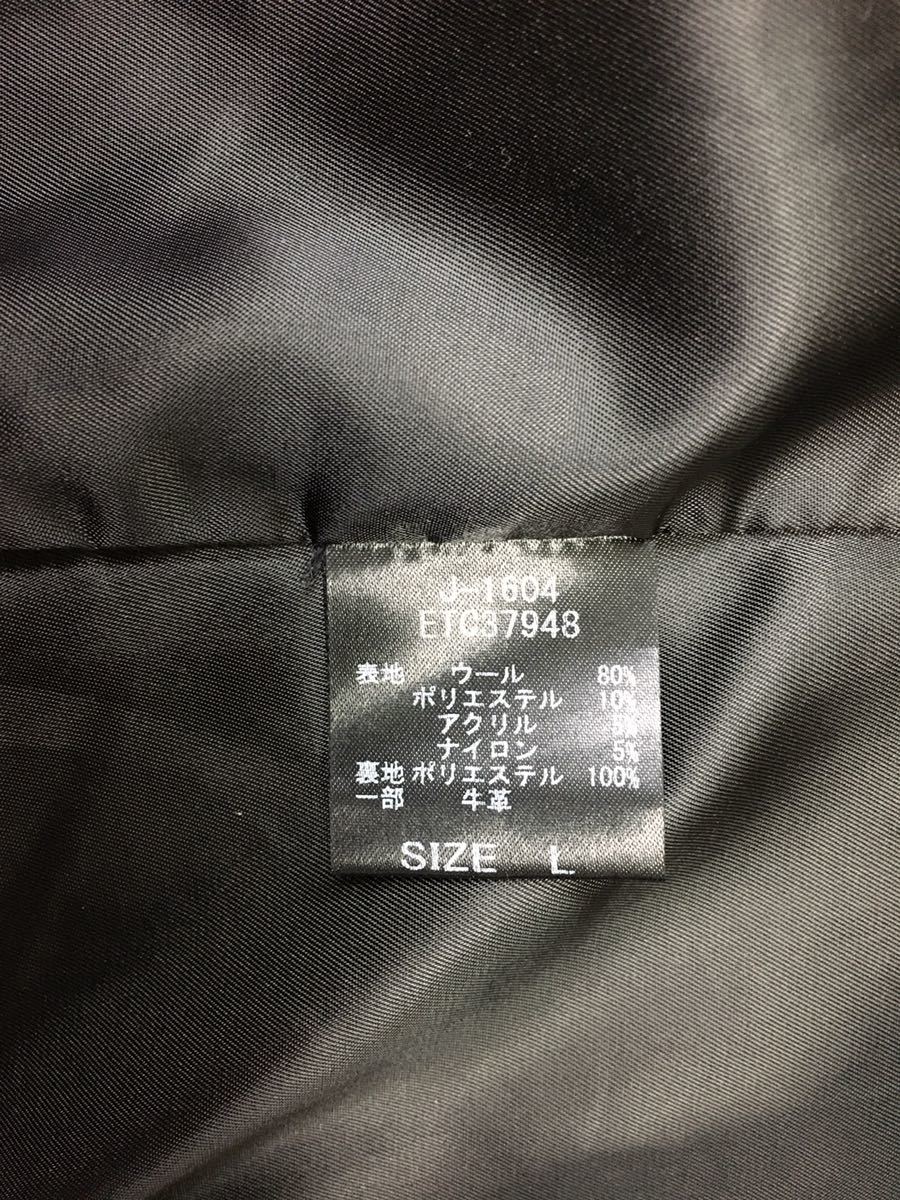 J-1604
ETC37948
表地 ウール 80%
ポリエステル 10%
アクリル 5%
ナイロン 5%
裏地 ポリエステル 100%
一部 牛革
SIZE L